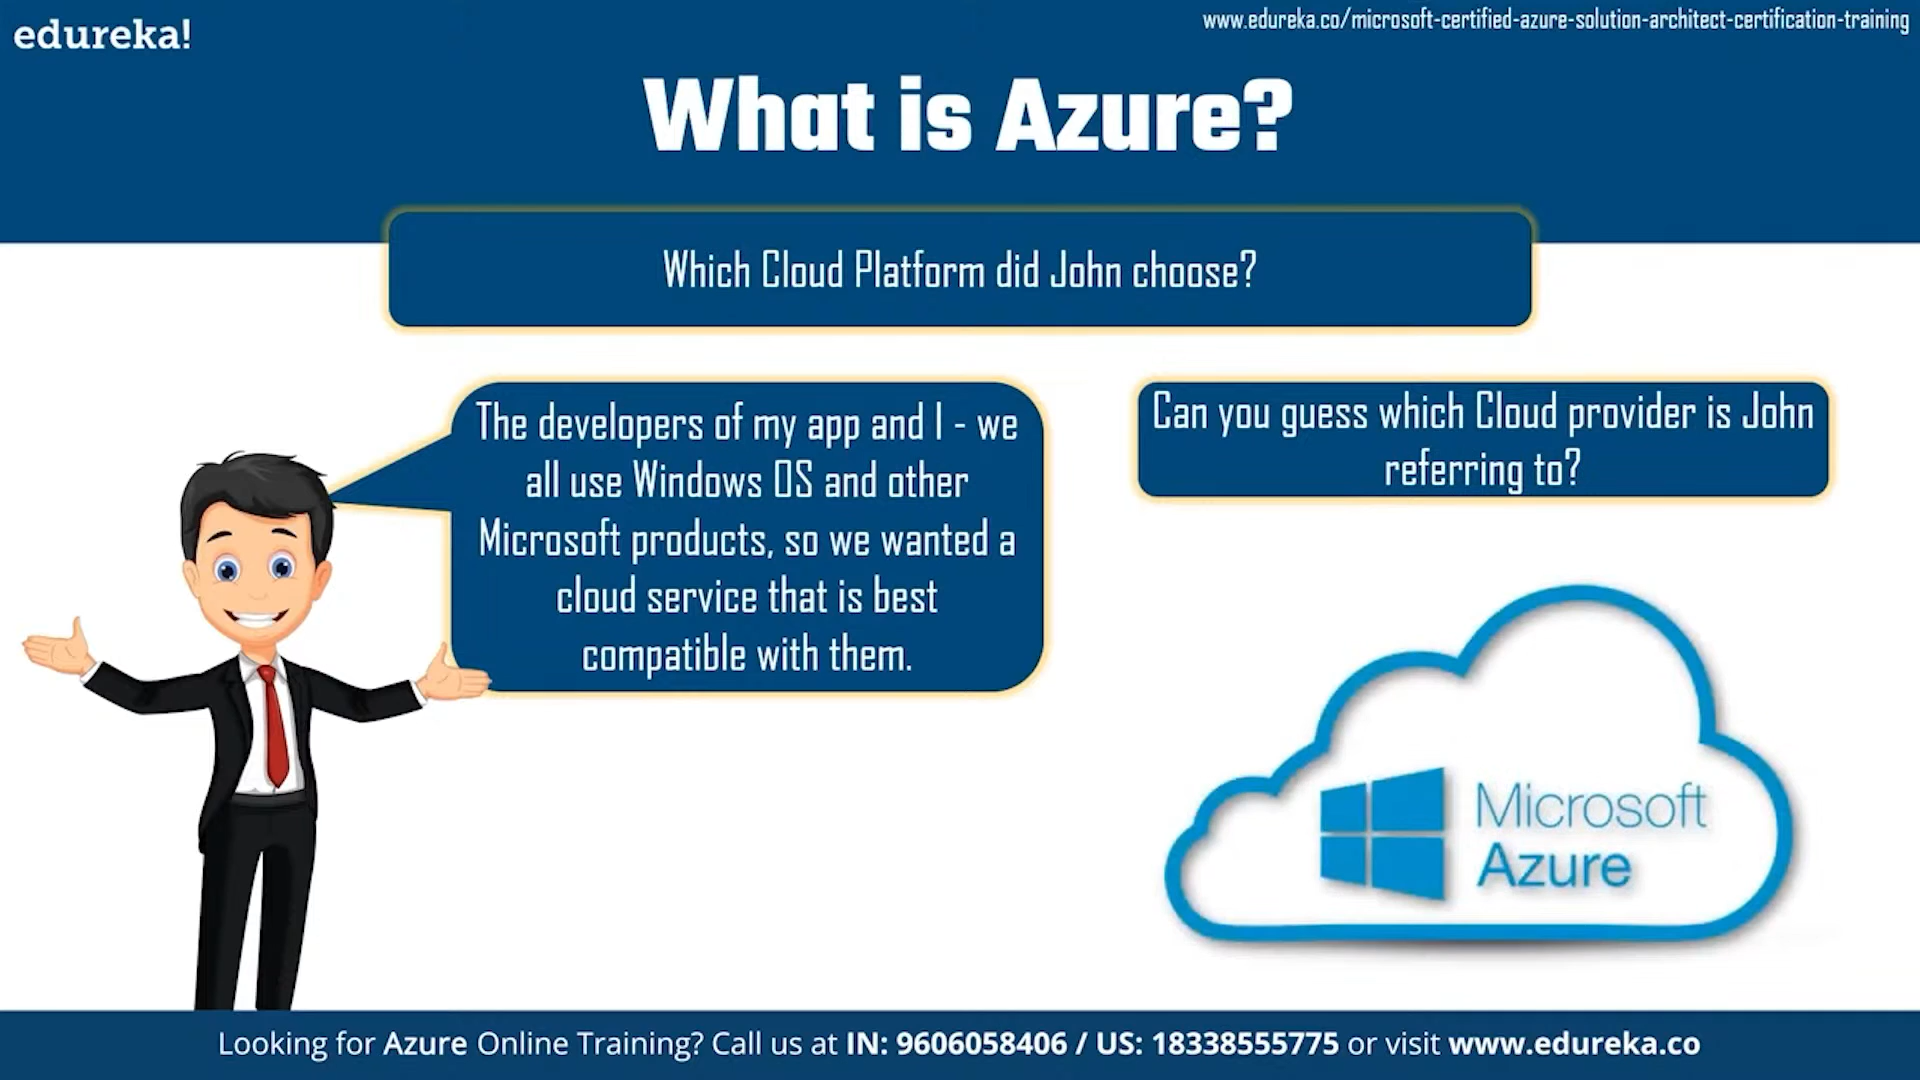 edureka!
www.edureka.co/microsoft-certified-azure-solution-architect-certification-training
What is Azure?
Which Cloud Platform did John choose?
The developers of my app and I - we
all use Windows OS and other
Microsoft products, so we wanted a
cloud service that is best
compatible with them.
Can you guess which Cloud provider is John
referring to?
Microsoft
Azure
Looking for Azure Online Training? Call us at IN: 9606058406 / US: 18338555775 or visit www.edureka.co